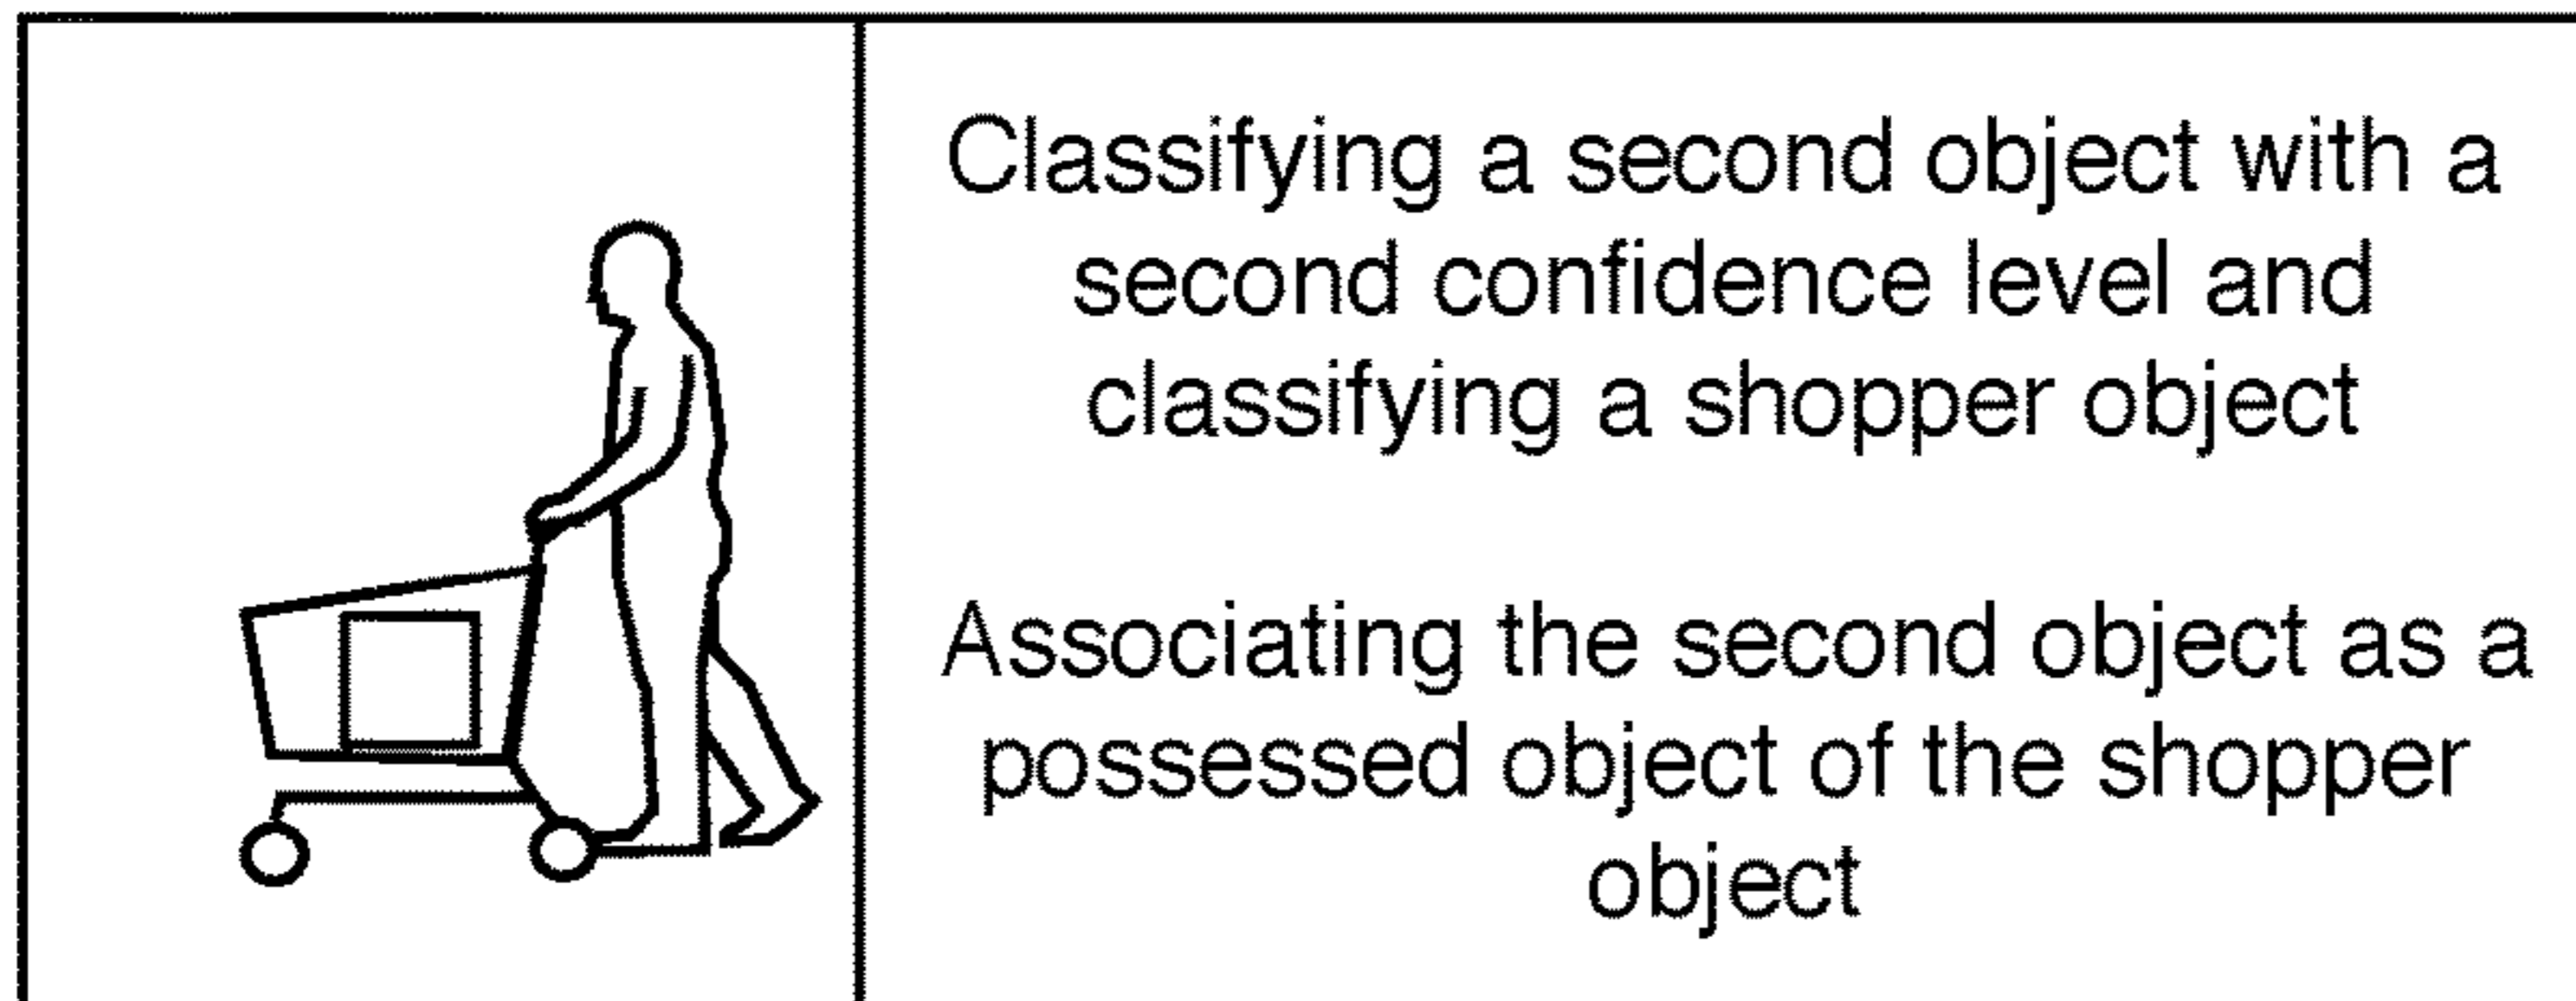 Classifying a second object with a
second confidence level and
classifying a shopper object
Associating the second object as a
possessed object of the shopper
object